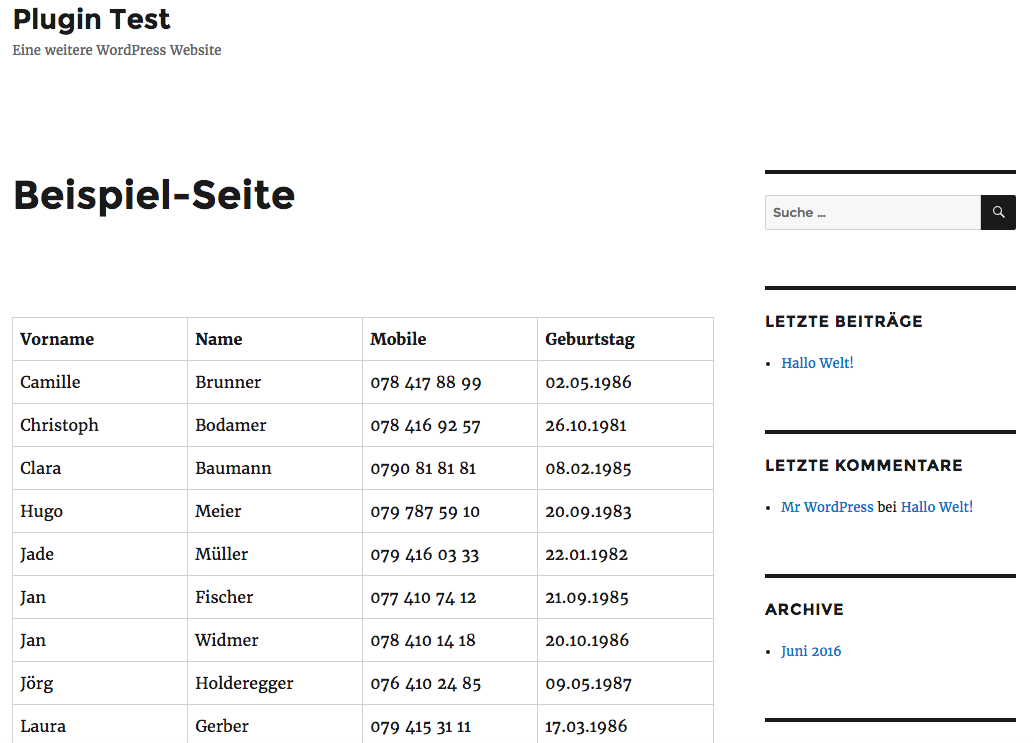 Plugin Test
Eine weitere WordPress Website
Beispiel-Seite
Vorname Name Mobile Geburtstag
Camille Brunner 078 417 88 99 02.05.1986
Christoph Bodamer 078 416 92 57 26.10.1981
Clara Baumann 0790 81 81 81 08.02.1985
Hugo Meier 079 787 59 10 20.09.1983
Jade Müller 079 416 03 33 22.01.1982
Jan Fischer 077 410 74 12 21.09.1985
Jan Widmer 078 410 14 18 20.10.1986
Jörg Holderegger 076 410 24 85 09.05.1987
Laura Gerber 079 415 31 11 17.03.1986
Suche ...
LETZTE BEITRÄGE
Hallo Welt!
LETZTE KOMMENTARE
Mr WordPress bei Hallo Welt!
ARCHIVE
Juni 2016